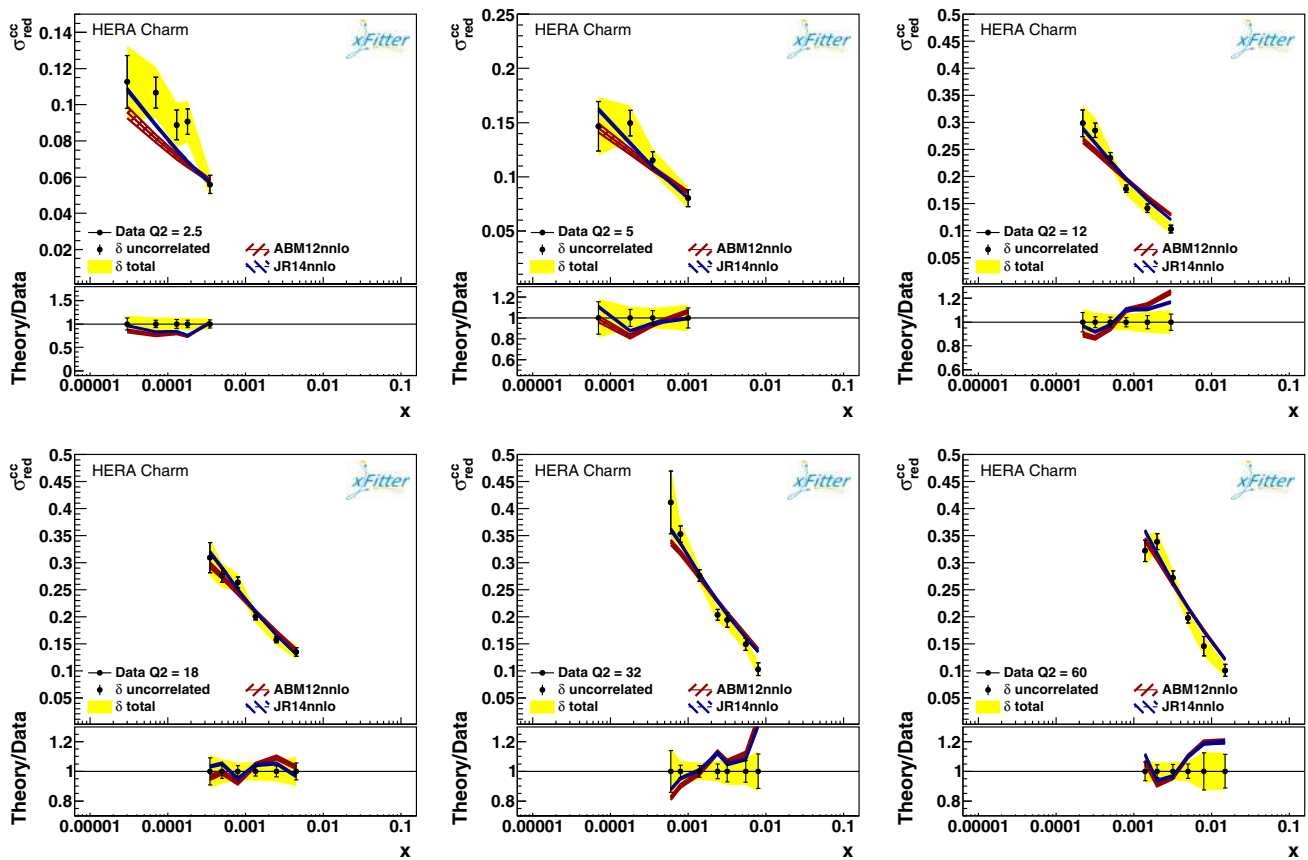 HERA Charm
xFitter
σ_red^cc
0.14
0.12
0.1
0.08
0.06
0.04
0.02
Data Q2 = 2.5
δ uncorrelated
δ total
ABM12nnlo
JR14nnlo
Theory/Data
1.5
1
0.5
0
0.00001 0.0001 0.001 0.01 0.1
x
HERA Charm
xFitter
σ_red^cc
0.25
0.2
0.15
0.1
0.05
Data Q2 = 5
δ uncorrelated
δ total
ABM12nnlo
JR14nnlo
Theory/Data
1.2
1
0.8
0.6
0.00001 0.0001 0.001 0.01 0.1
x
HERA Charm
xFitter
σ_red^cc
0.5
0.45
0.4
0.35
0.3
0.25
0.2
0.15
0.1
0.05
Data Q2 = 12
δ uncorrelated
δ total
ABM12nnlo
JR14nnlo
Theory/Data
1.2
1
0.8
0.6
0.00001 0.0001 0.001 0.01 0.1
x
HERA Charm
xFitter
σ_red^cc
0.5
0.45
0.4
0.35
0.3
0.25
0.2
0.15
0.1
0.05
Data Q2 = 18
δ uncorrelated
δ total
ABM12nnlo
JR14nnlo
Theory/Data
1.2
1
0.8
0.00001 0.0001 0.001 0.01 0.1
x
HERA Charm
xFitter
σ_red^cc
0.5
0.45
0.4
0.35
0.3
0.25
0.2
0.15
0.1
0.05
Data Q2 = 32
δ uncorrelated
δ total
ABM12nnlo
JR14nnlo
Theory/Data
1.2
1
0.8
0.00001 0.0001 0.001 0.01 0.1
x
HERA Charm
xFitter
σ_red^cc
0.5
0.45
0.4
0.35
0.3
0.25
0.2
0.15
0.1
0.05
Data Q2 = 60
δ uncorrelated
δ total
ABM12nnlo
JR14nnlo
Theory/Data
1.2
1
0.8
0.00001 0.0001 0.001 0.01 0.1
x